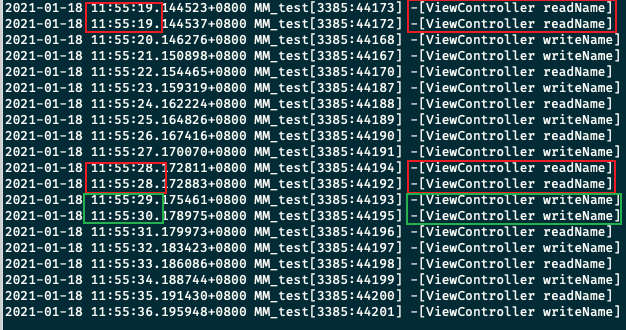 2021-01-18 11:55:19.144523+0800 MM_test[3385:44173] -[ViewController readName]
2021-01-18 11:55:19.144537+0800 MM_test[3385:44172] -[ViewController readName]
2021-01-18 11:55:20.146276+0800 MM_test[3385:44168] -[ViewController writeName]
2021-01-18 11:55:21.150898+0800 MM_test[3385:44167] -[ViewController writeName]
2021-01-18 11:55:22.154465+0800 MM_test[3385:44170] -[ViewController readName]
2021-01-18 11:55:23.159319+0800 MM_test[3385:44187] -[ViewController writeName]
2021-01-18 11:55:24.162224+0800 MM_test[3385:44188] -[ViewController readName]
2021-01-18 11:55:25.164826+0800 MM_test[3385:44189] -[ViewController writeName]
2021-01-18 11:55:26.167416+0800 MM_test[3385:44190] -[ViewController readName]
2021-01-18 11:55:27.170070+0800 MM_test[3385:44191] -[ViewController writeName]
2021-01-18 11:55:28.172811+0800 MM_test[3385:44194] -[ViewController readName]
2021-01-18 11:55:28.172883+0800 MM_test[3385:44192] -[ViewController readName]
2021-01-18 11:55:29.175461+0800 MM_test[3385:44193] -[ViewController writeName]
2021-01-18 11:55:30.178975+0800 MM_test[3385:44195] -[ViewController writeName]
2021-01-18 11:55:31.179973+0800 MM_test[3385:44196] -[ViewController readName]
2021-01-18 11:55:32.183423+0800 MM_test[3385:44197] -[ViewController writeName]
2021-01-18 11:55:33.186086+0800 MM_test[3385:44198] -[ViewController readName]
2021-01-18 11:55:34.188744+0800 MM_test[3385:44199] -[ViewController writeName]
2021-01-18 11:55:35.191430+0800 MM_test[3385:44200] -[ViewController readName]
2021-01-18 11:55:36.195948+0800 MM_test[3385:44201] -[ViewController writeName]